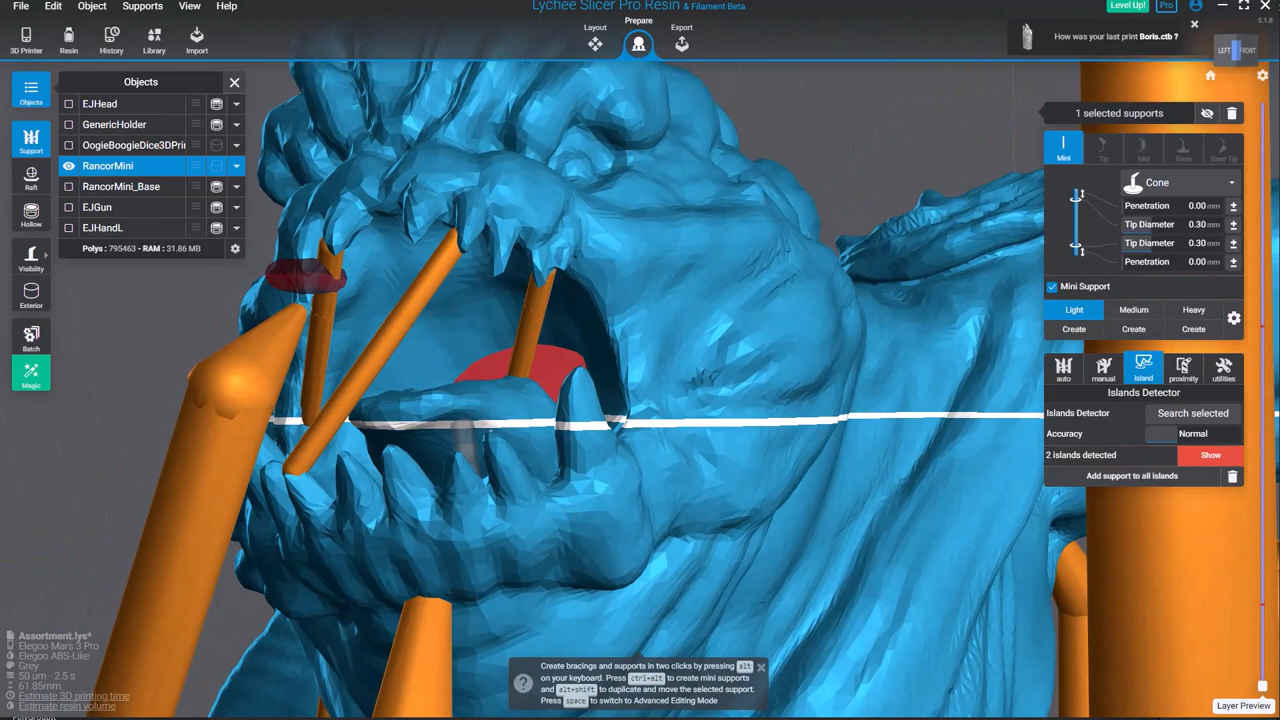 File Edit Object Supports View Help
Lychee Slicer Pro Resin & Filament Beta
Level Up!
Pro
5.1.8
3D Printer
Resin
History
Library
Import
Layout
Prepare
Export
How was your last print Boris.ctb ?
LEFT
FRONT
Objects
Support
Raft
Hollow
Visibility
Exterior
Batch
Magic
Objects
EJHead
GenericHolder
OogieBoogieDice3DPri
RancorMini
RancorMini_Base
EJGun
EJHandL
Polys : 795463 - RAM : 31.86 MB
1 selected supports
Mini
Tip
Mid
Base
Base Tip
Cone
Penetration 0.00 mm
Tip Diameter 0.30 mm
Tip Diameter 0.30 mm
Penetration 0.00 mm
Mini Support
Light Medium Heavy
Create Create Create
auto manual island proximity utilities
Islands Detector
Islands Detector Search selected
Accuracy Normal
2 islands detected Show
Add support to all islands
Assortment.lys*
Elegoo Mars 3 Pro
Elegoo ABS-Like
Grey
50 um - 2.5 s
61.85mm
Estimate 3D printing time
Estimate resin volume
Create bracings and supports in two clicks by pressing alt
on your keyboard. Press ctrl+alt to create mini supports
and alt+shift to duplicate and move the selected support.
Press space to switch to Advanced Editing Mode
Layer Preview